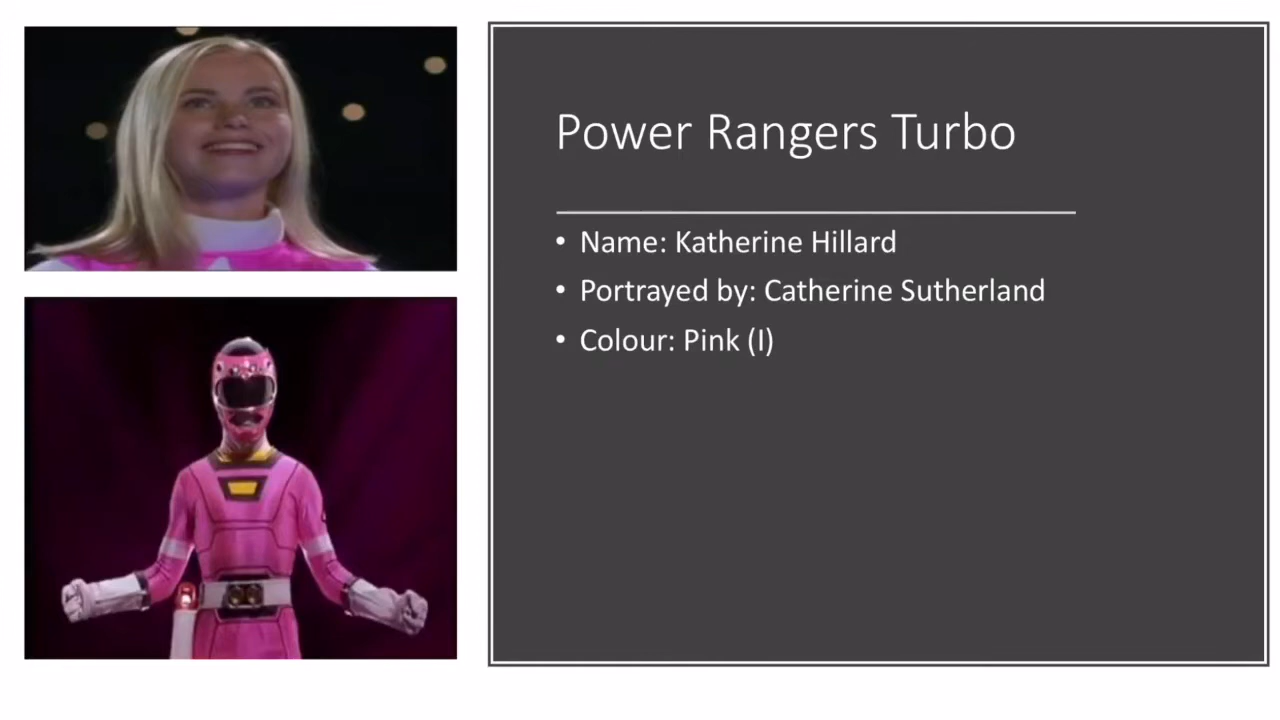 Power Rangers Turbo
• Name: Katherine Hillard
• Portrayed by: Catherine Sutherland
• Colour: Pink (I)